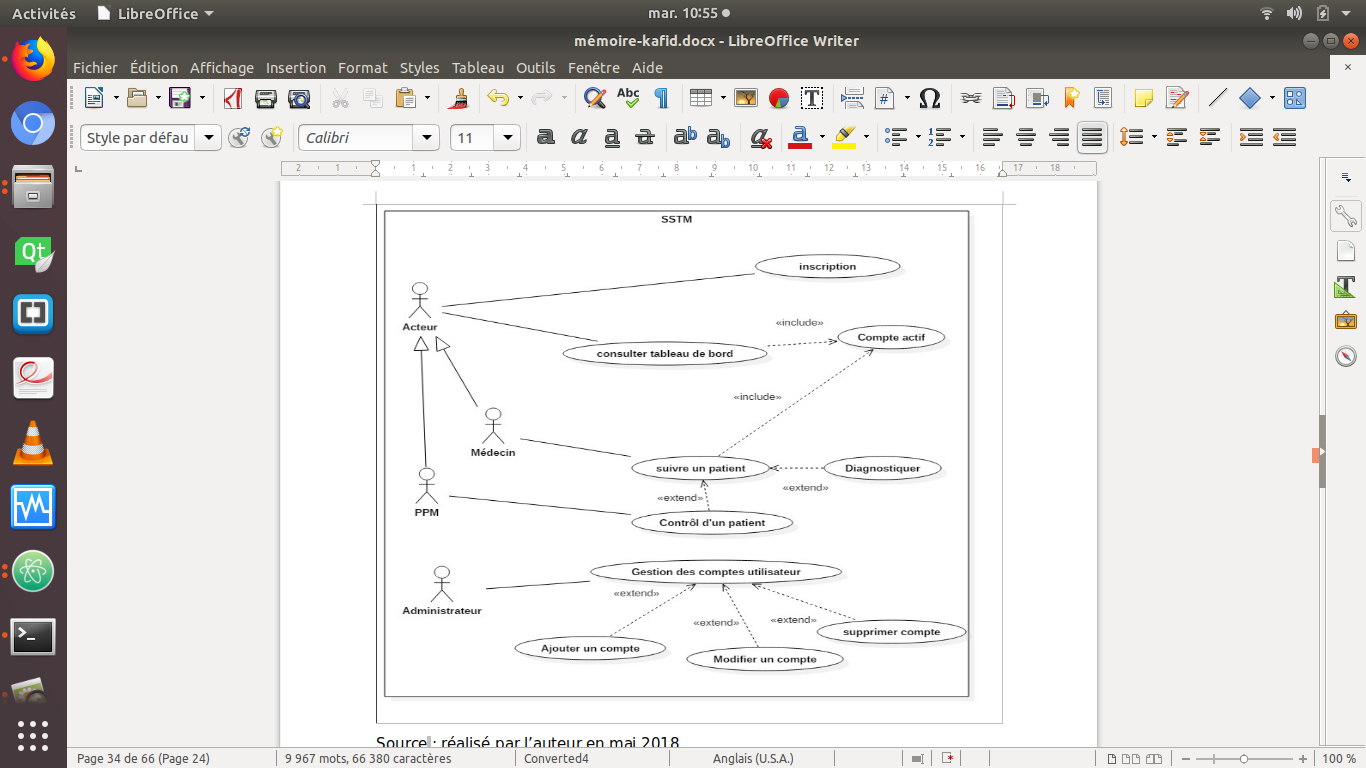 Activités LibreOffice mar. 10:55
mémoire-kafid.docx - LibreOffice Writer
Fichier Édition Affichage Insertion Format Styles Tableau Outils Fenêtre Aide
Style par défau Calibri 11
2 1 1 2 3 4 5 6 7 8 9 10 11 12 13 14 15 16 17 18
SSTM
inscription
Acteur
«include»
Compte actif
consulter tableau de bord
«include»
Médecin
suivre un patient
Diagnostiquer
«extend»
«extend»
PPM
Contrôl d'un patient
Gestion des comptes utilisateur
Administrateur
«extend»
«extend»
«extend»
supprimer compte
Ajouter un compte
Modifier un compte
Source : réalisé par l'auteur en mai 2018
Page 34 de 66 (Page 24) 9 967 mots, 66 380 caractères Converted4 Anglais (U.S.A.) 100 %